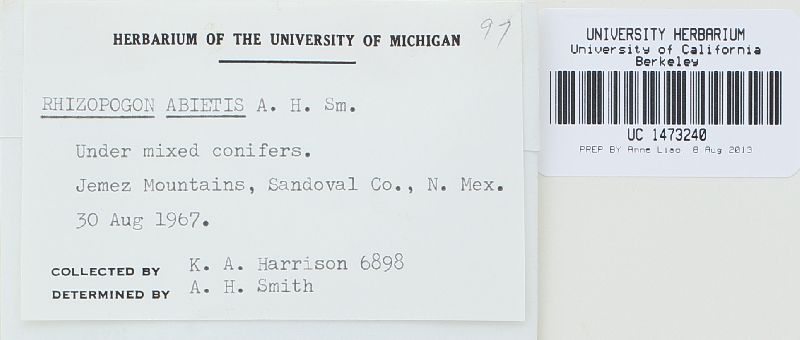 97
HERBARIUM OF THE UNIVERSITY OF MICHIGAN
RHIZOPOGON ABIETIS A. H. Sm.
Under mixed conifers.
Jemez Mountains, Sandoval Co., N. Mex.
30 Aug 1967.
COLLECTED BY K. A. Harrison 6898
DETERMINED BY A. H. Smith
UNIVERSITY HERBARIUM
University of California
Berkeley
UC 1473240
PREP BY Anne Liao 8 Aug 2013